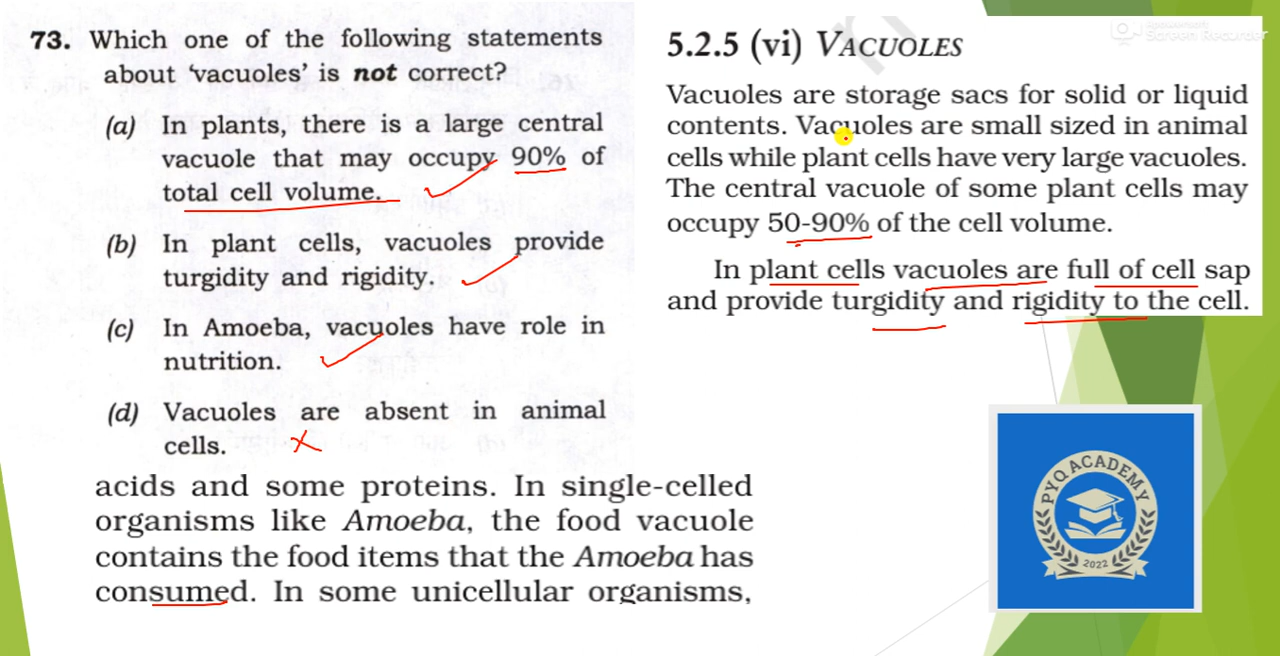 73. Which one of the following statements
about ‘vacuoles’ is not correct?
(a) In plants, there is a large central
vacuole that may occupy 90% of
total cell volume.
(b) In plant cells, vacuoles provide
turgidity and rigidity.
(c) In Amoeba, vacuoles have role in
nutrition.
(d) Vacuoles are absent in animal
cells.
acids and some proteins. In single-celled
organisms like Amoeba, the food vacuole
contains the food items that the Amoeba has
consumed. In some unicellular organisms,
5.2.5 (vi) VACUOLES
Vacuoles are storage sacs for solid or liquid
contents. Vacuoles are small sized in animal
cells while plant cells have very large vacuoles.
The central vacuole of some plant cells may
occupy 50-90% of the cell volume.
In plant cells vacuoles are full of cell sap
and provide turgidity and rigidity to the cell.
Screen Recorder
PYQ ACADEMY
2022